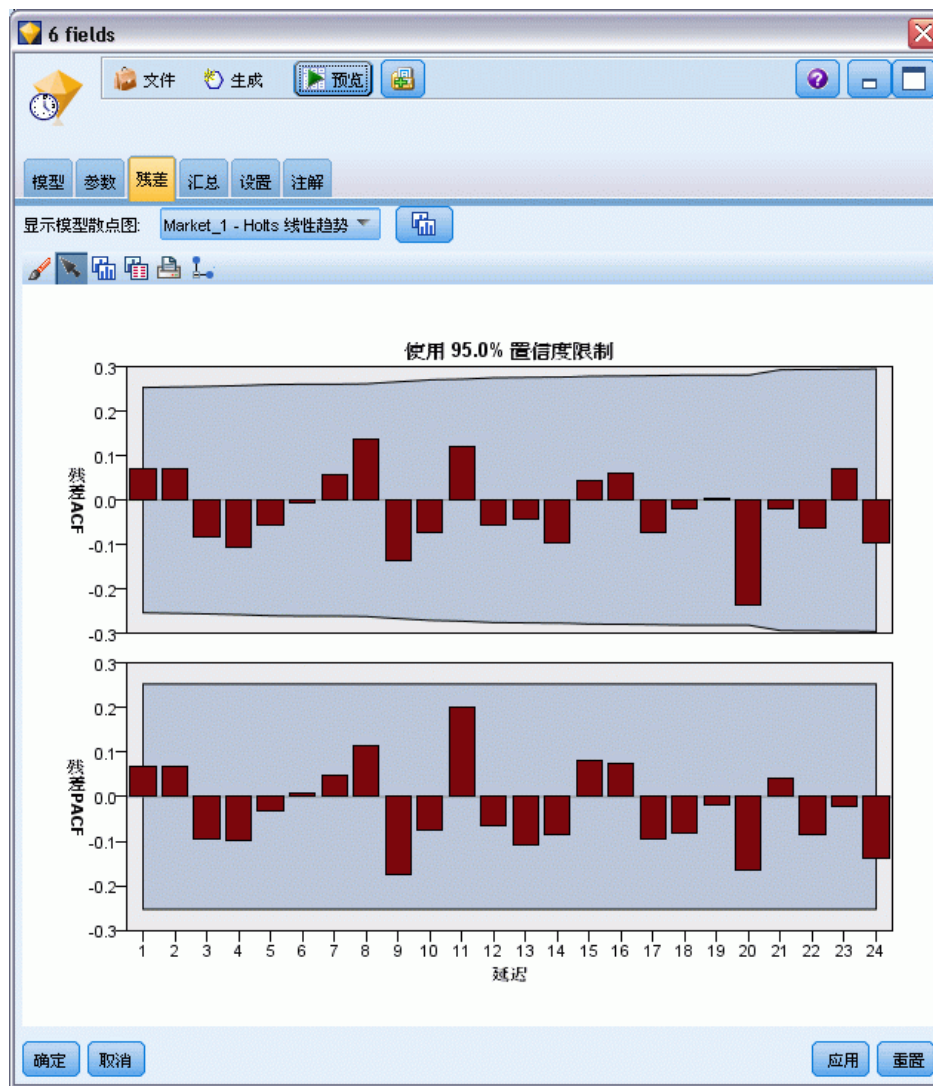 6 fields
文件 生成 预览
模型 参数 残差 汇总 设置 注解
显示模型散点图: Market_1 - Holts 线性趋势
使用 95.0% 置信度限制
0.3
0.2
0.1
0.0
-0.1
-0.2
-0.3
残差ACF
0.3
0.2
0.1
0.0
-0.1
-0.2
-0.3
残差PACF
1 2 3 4 5 6 7 8 9 10 11 12 13 14 15 16 17 18 19 20 21 22 23 24
延迟
确定 取消 应用 重置